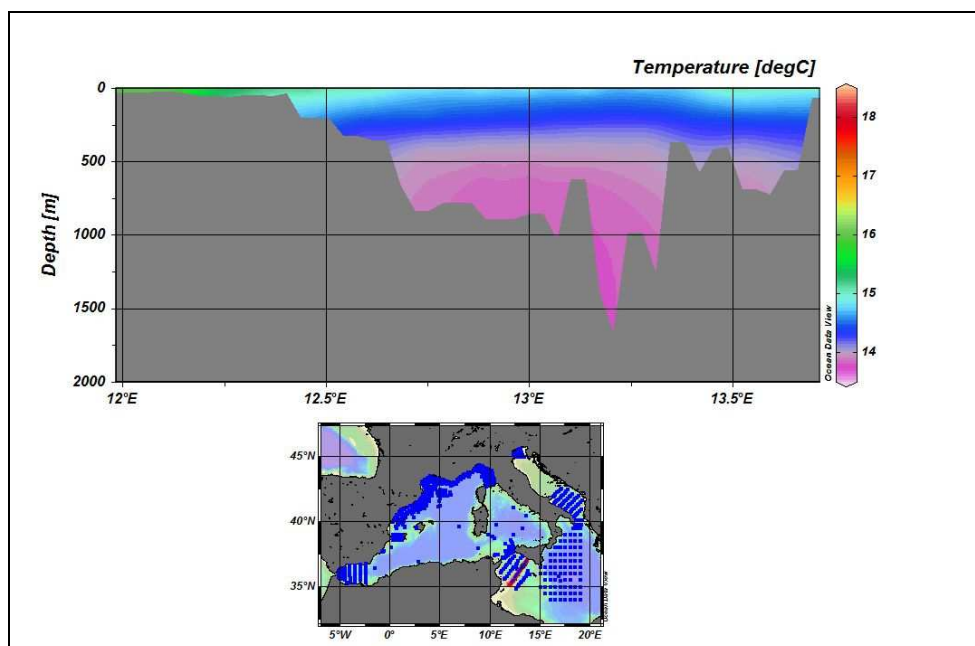 Temperature [degC]
0
500
1000
1500
2000
Depth [m]
12°E
12.5°E
13°E
13.5°E
18
17
16
15
14
Ocean Data View
45°N
40°N
35°N
5°W
0°
5°E
10°E
15°E
20°E
Ocean Data View